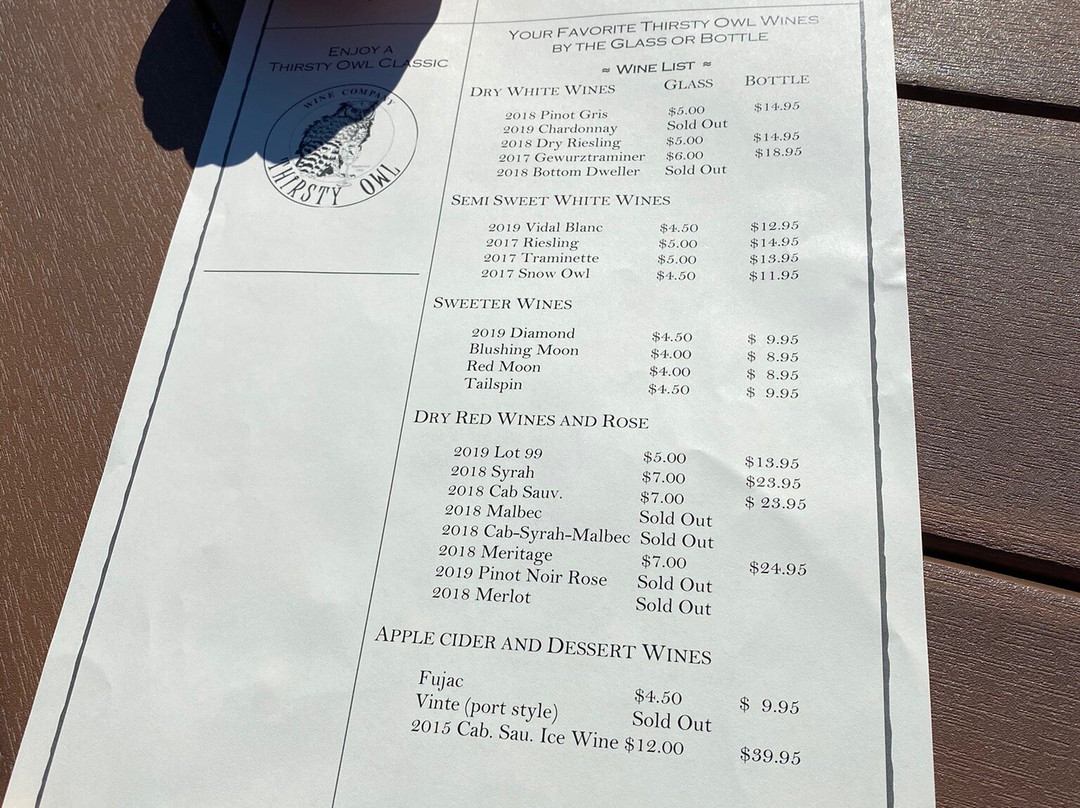 ENJOY A
THIRSTY OWL CLASSIC
WINE COMPANY
THIRSTY OWL
YOUR FAVORITE THIRSTY OWL WINES
BY THE GLASS OR BOTTLE
≈ WINE LIST ≈
DRY WHITE WINES GLASS BOTTLE
2018 Pinot Gris $5.00 $14.95
2019 Chardonnay Sold Out
2018 Dry Riesling $5.00 $14.95
2017 Gewurztraminer $6.00 $18.95
2018 Bottom Dweller Sold Out
SEMI SWEET WHITE WINES
2019 Vidal Blanc $4.50 $12.95
2017 Riesling $5.00 $14.95
2017 Traminette $5.00 $13.95
2017 Snow Owl $4.50 $11.95
SWEETER WINES
2019 Diamond $4.50 $ 9.95
Blushing Moon $4.00 $ 8.95
Red Moon $4.00 $ 8.95
Tailspin $4.50 $ 9.95
DRY RED WINES AND ROSE
2019 Lot 99 $5.00 $13.95
2018 Syrah $7.00 $23.95
2018 Cab Sauv. $7.00 $ 23.95
2018 Malbec Sold Out
2018 Cab-Syrah-Malbec Sold Out
2018 Meritage $7.00 $24.95
2019 Pinot Noir Rose Sold Out
2018 Merlot Sold Out
APPLE CIDER AND DESSERT WINES
Fujac $4.50 $ 9.95
Vinte (port style) Sold Out
2015 Cab. Sau. Ice Wine $12.00 $39.95